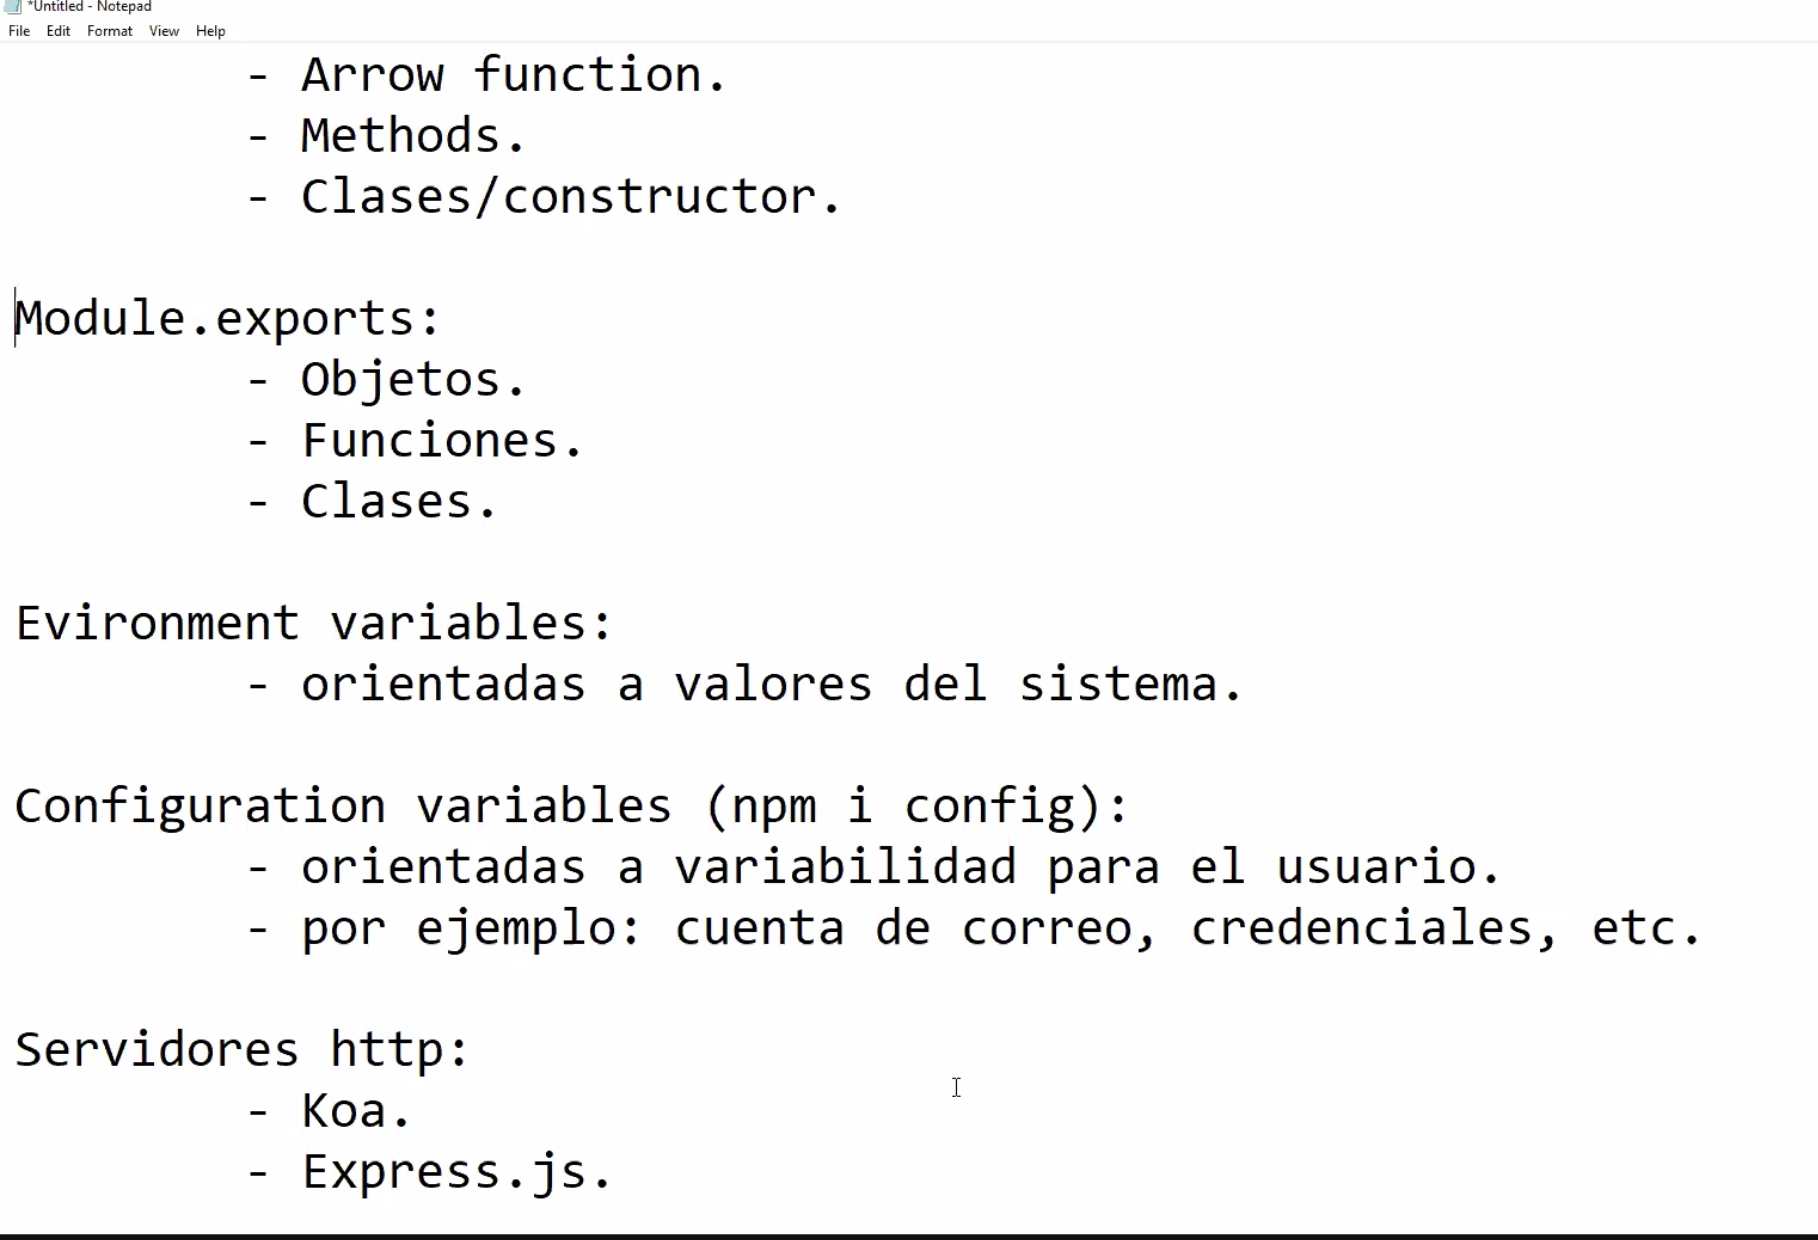 *Untitled - Notepad
File Edit Format View Help
- Arrow function.
- Methods.
- Clases/constructor.
Module.exports:
- Objetos.
- Funciones.
- Clases.
Evironment variables:
- orientadas a valores del sistema.
Configuration variables (npm i config):
- orientadas a variabilidad para el usuario.
- por ejemplo: cuenta de correo, credenciales, etc.
Servidores http:
- Koa.
- Express.js.